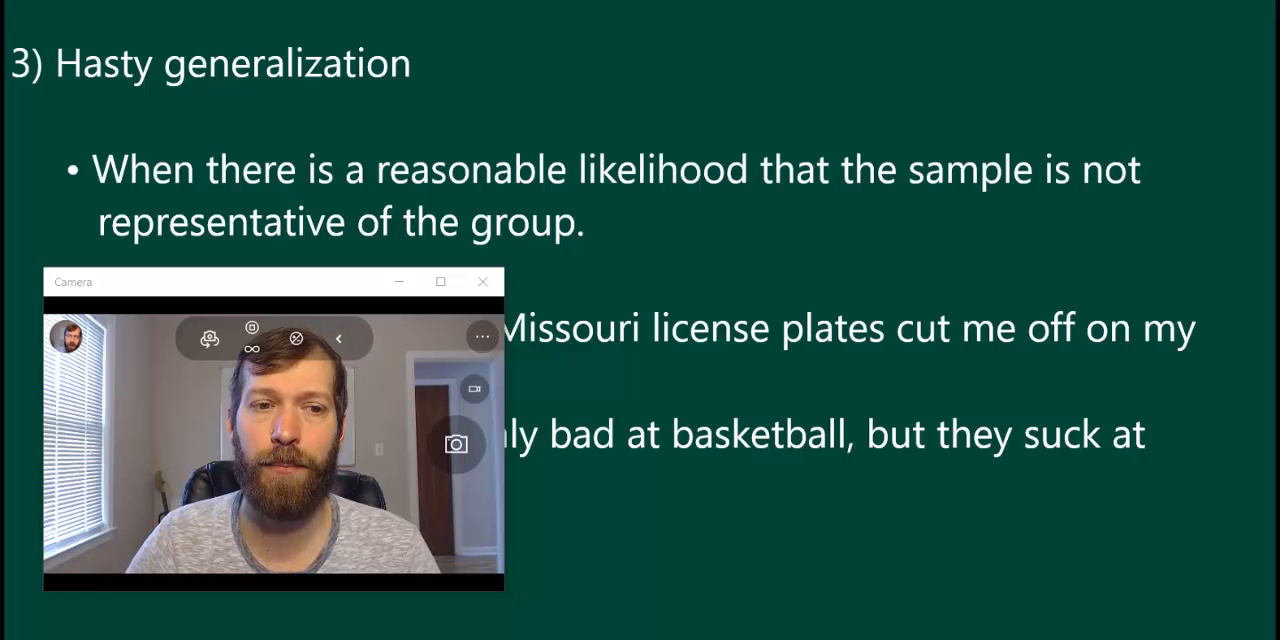 3) Hasty generalization
• When there is a reasonable likelihood that the sample is not
representative of the group.
Camera
Missouri license plates cut me off on my
bad at basketball, but they suck at